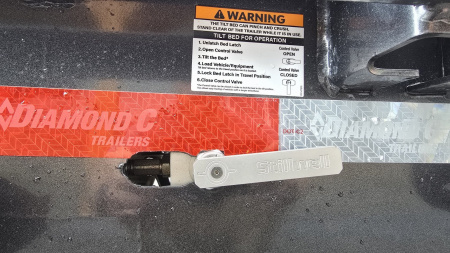 WARNING
THE TILT BED CAN PINCH AND CRUSH.
STAND CLEAR OF THE TRAILER WHILE IT IS IN USE.
TILT BED FOR OPERATION
1. Unlatch Bed Latch
2. Open Control Valve
3. Tilt the Bed*
4. Load Vehicle/Equipment
5. Lock Bed Latch in Travel Position
6. Close Control Valve
Control Valve
OPEN
Control Valve
CLOSED
DIAMOND C
TRAILERS
DIAMOND C
TRAILERS